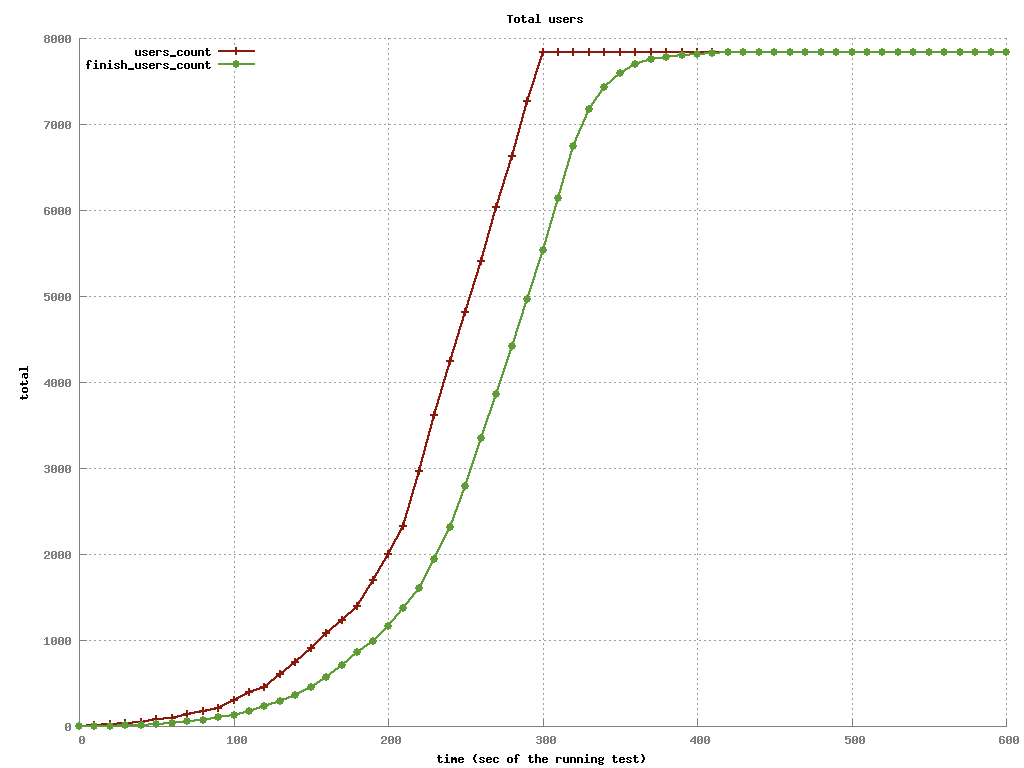 Total users
users_count
finish_users_count
8000
7000
6000
5000
4000
3000
2000
1000
0
total
0 100 200 300 400 500 600
time (sec of the running test)